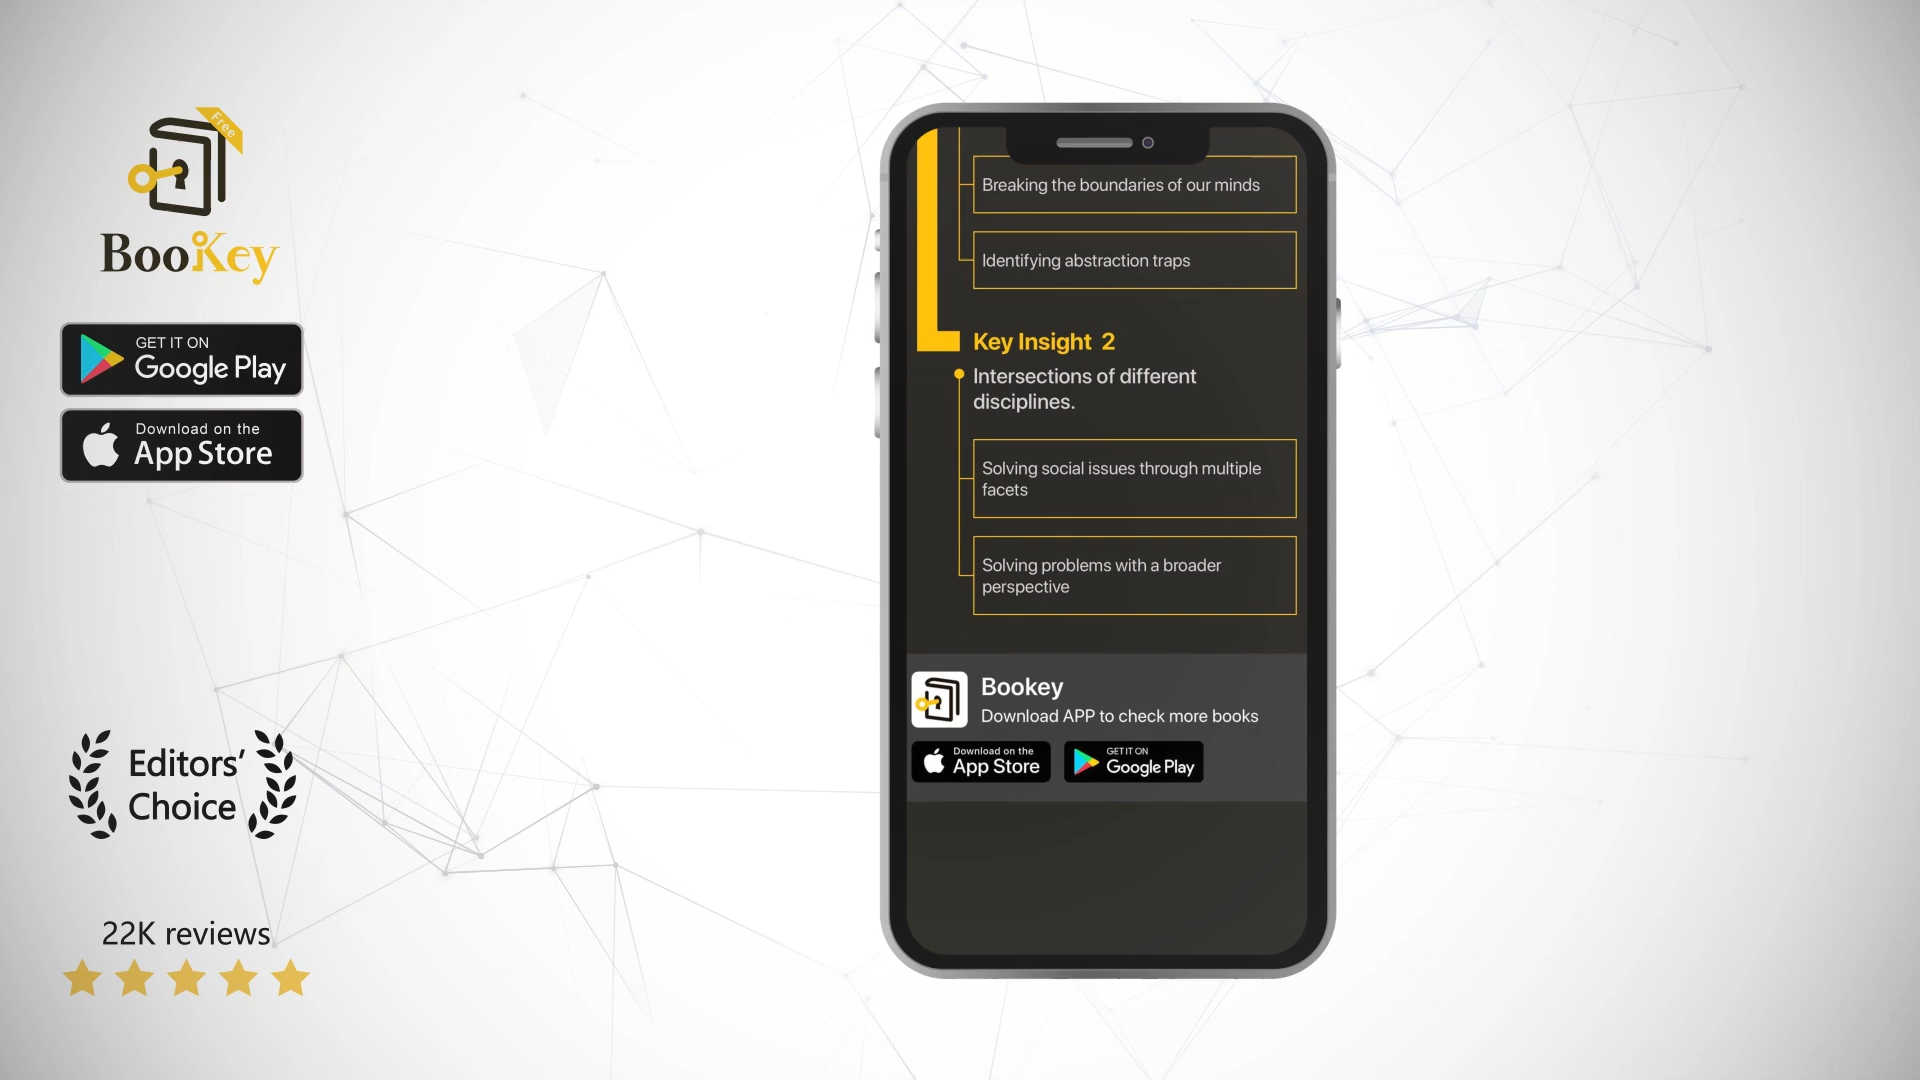 Free
BooKey
GET IT ON
Google Play
Download on the
App Store
Editors’
Choice
22K reviews
Breaking the boundaries of our minds
Identifying abstraction traps
Key Insight 2
Intersections of different
disciplines.
Solving social issues through multiple
facets
Solving problems with a broader
perspective
Bookey
Download APP to check more books
Download on the
App Store
GET IT ON
Google Play